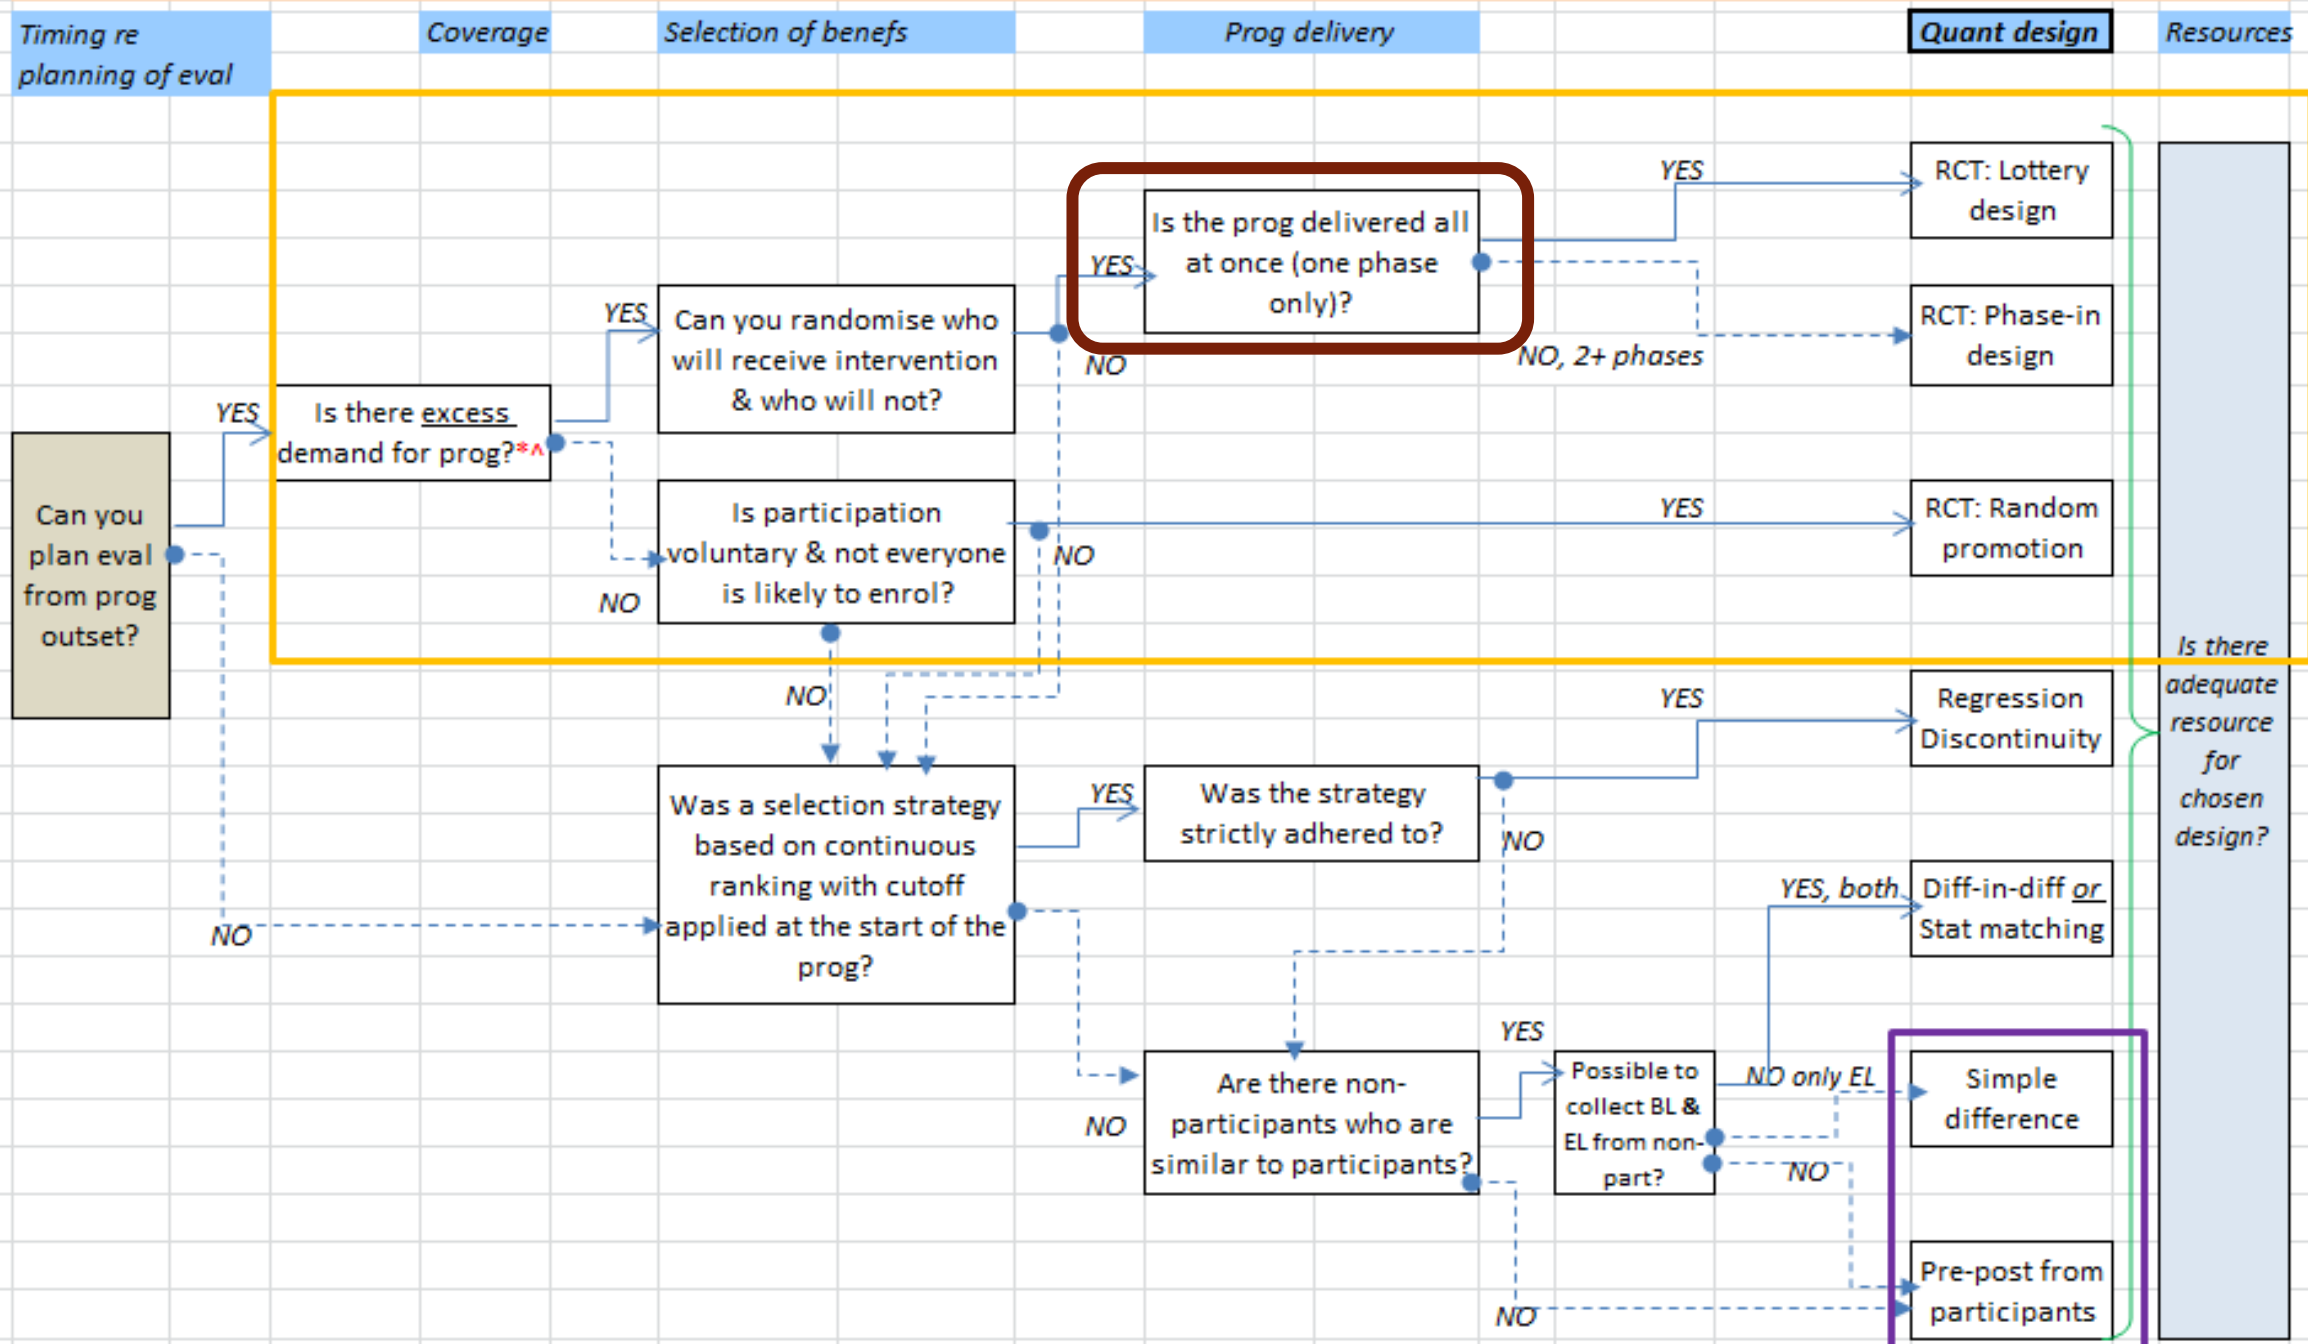 Timing re
planning of eval
Coverage
Selection of benefs
Prog delivery
Quant design
Resources
Can you
plan eval
from prog
outset?
YES
NO
Is there excess
demand for prog?*^
YES
NO
Can you randomise who
will receive intervention
& who will not?
YES
NO
Is the prog delivered all
at once (one phase
only)?
YES
NO, 2+ phases
RCT: Lottery
design
RCT: Phase-in
design
Is participation
voluntary & not everyone
is likely to enrol?
YES
NO
NO
RCT: Random
promotion
Was a selection strategy
based on continuous
ranking with cutoff
applied at the start of the
prog?
YES
NO
Was the strategy
strictly adhered to?
YES
NO
Regression
Discontinuity
Are there non-
participants who are
similar to participants?
YES
NO
Possible to
collect BL &
EL from non-
part?
YES, both
NO only EL
NO
Diff-in-diff or
Stat matching
Simple
difference
Pre-post from
participants
Is there
adequate
resource
for
chosen
design?